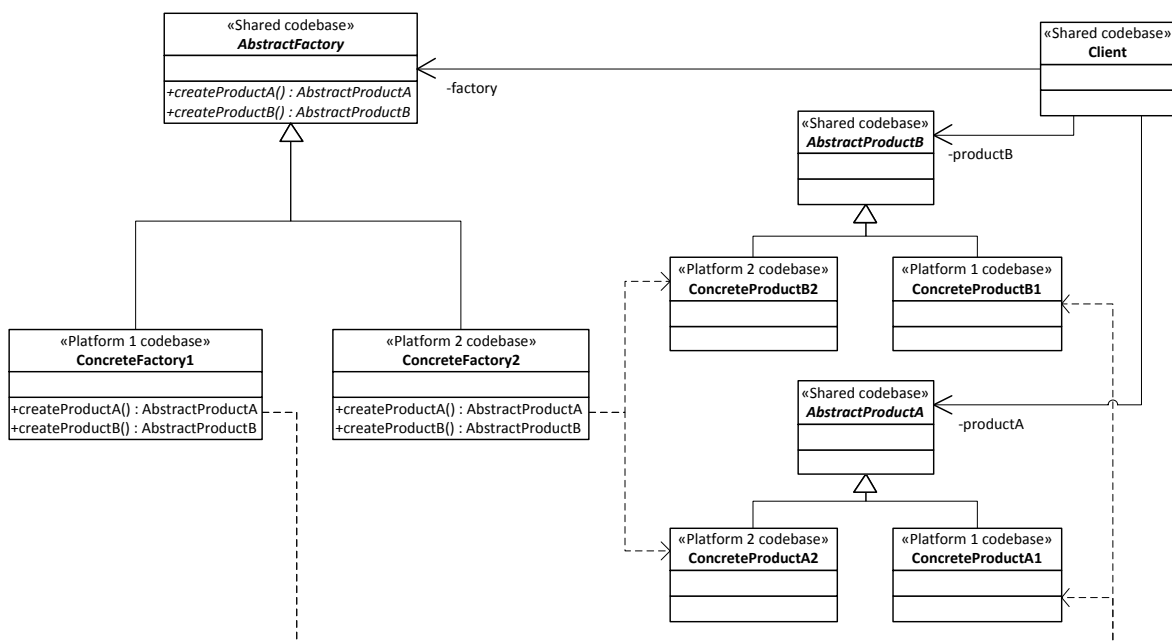 «Shared codebase»
AbstractFactory
+createProductA() : AbstractProductA
+createProductB() : AbstractProductB
«Shared codebase»
Client
-factory
«Shared codebase»
AbstractProductB
-productB
«Platform 2 codebase»
ConcreteProductB2
«Platform 1 codebase»
ConcreteProductB1
«Platform 1 codebase»
ConcreteFactory1
+createProductA() : AbstractProductA
+createProductB() : AbstractProductB
«Platform 2 codebase»
ConcreteFactory2
+createProductA() : AbstractProductA
+createProductB() : AbstractProductB
«Shared codebase»
AbstractProductA
-productA
«Platform 2 codebase»
ConcreteProductA2
«Platform 1 codebase»
ConcreteProductA1